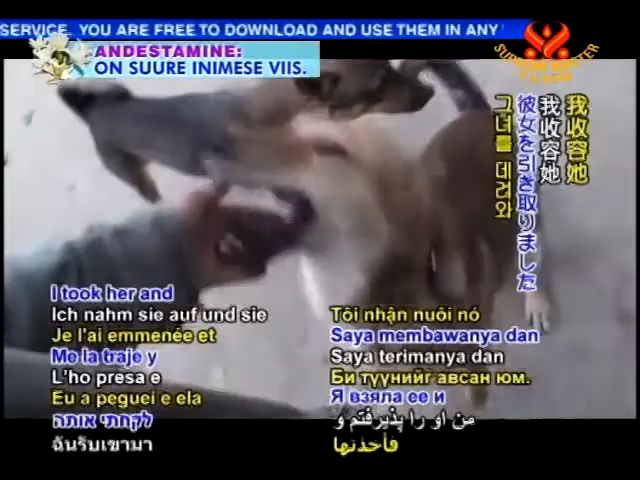 SERVICE. YOU ARE FREE TO DOWNLOAD AND USE THEM IN ANY
ANDESTAMINE:
ON SUURE INIMESE VIIS.
SUPREME MASTER
我收容她
我收容她
彼女を引き取りました
그녀를 데려와
I took her and
Ich nahm sie auf und sie
Je l'ai emmenée et
Me la traje y
L'ho presa e
Eu a peguei e ela
לקחתי אותה
ฉันรับเขามา
Tôi nhận nuôi nó
Saya membawanya dan
Saya terimanya dan
Би түүнийг авсан юм.
Я взяла ее и
من او را پذیرفتم و
فأخذتها